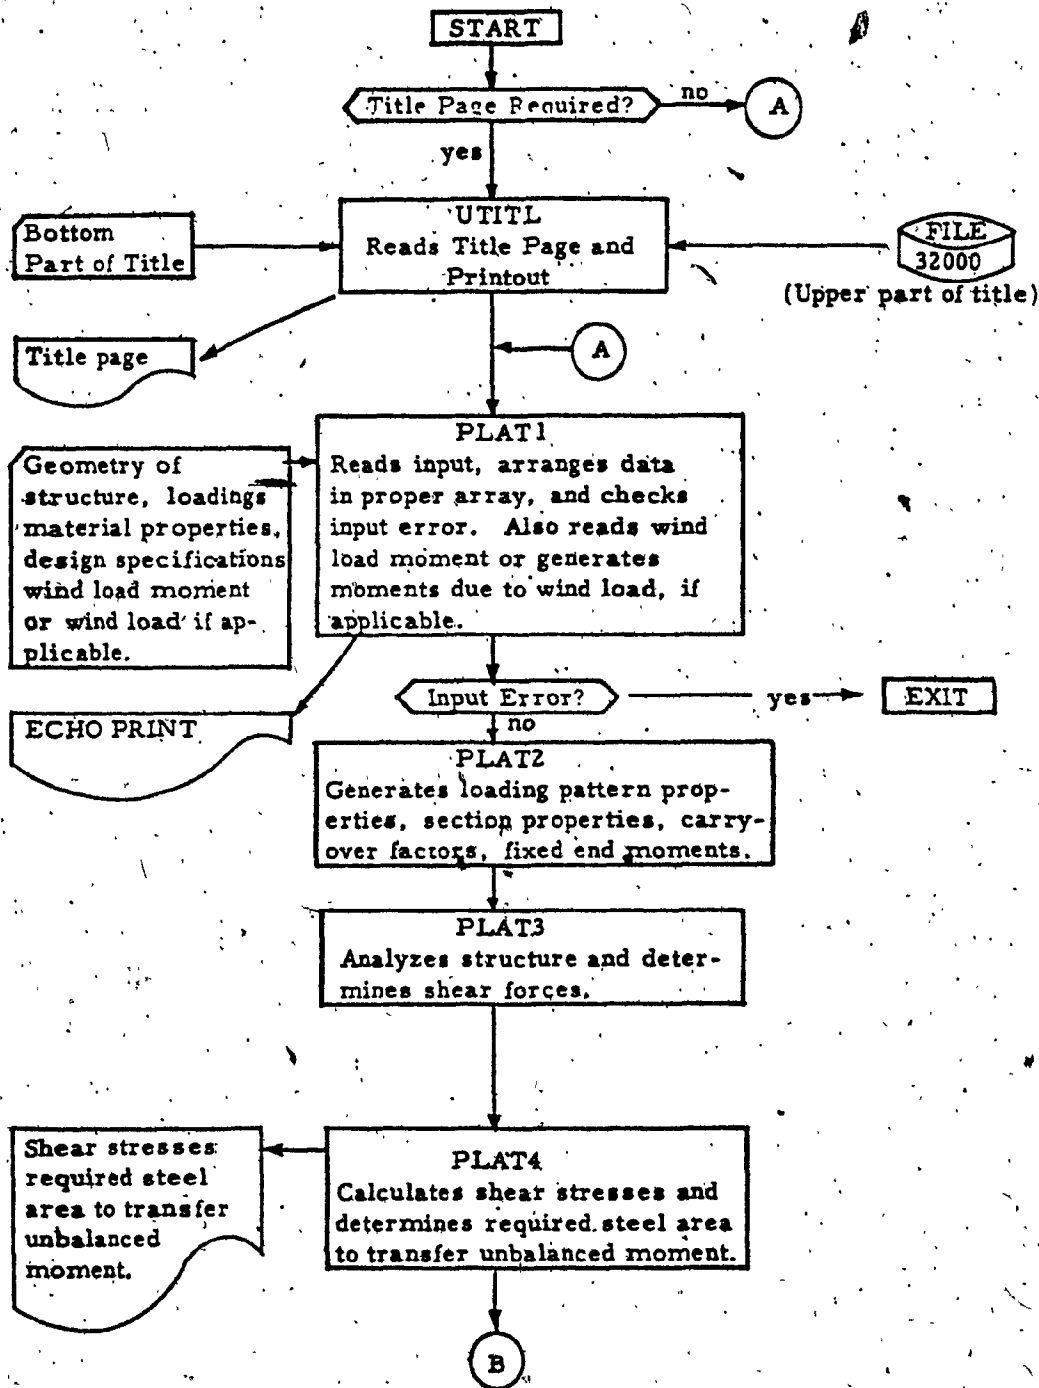 START
Title Page Required?
no
A
yes
UTITL
Reads Title Page and
Printout
Bottom
Part of Title
FILE
32000
(Upper part of title)
Title page
A
PLAT1
Reads input, arranges data
in proper array, and checks
input error. Also reads wind
load moment or generates
moments due to wind load, if
applicable.
Geometry of
structure, loadings
material properties,
design specifications
wind load moment
or wind load if ap-
plicable.
Input Error?
yes
EXIT
no
ECHO PRINT
PLAT2
Generates loading pattern prop-
erties, section properties, carry-
over factors, fixed end moments.
PLAT3
Analyzes structure and deter-
mines shear forces.
PLAT4
Calculates shear stresses and
determines required steel area
to transfer unbalanced moment.
Shear stresses
required steel
area to transfer
unbalanced
moment.
B